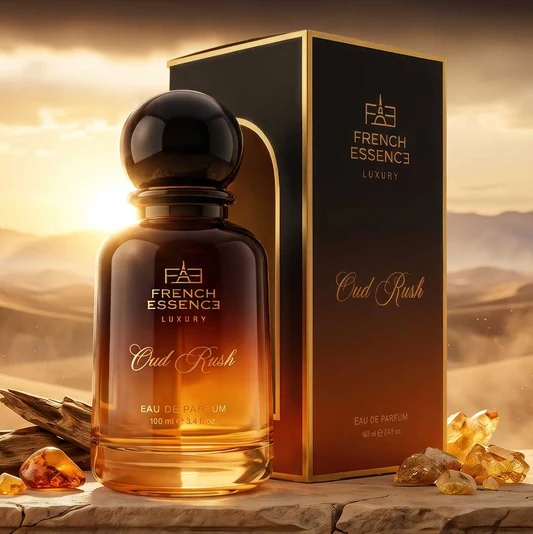 FRENCH
ESSENCE
LUXURY
Oud Rush
EAU DE PARFUM
100 ml e 3.4 fl oz
FRENCH
ESSENCE
LUXURY
Oud Rush
EAU DE PARFUM